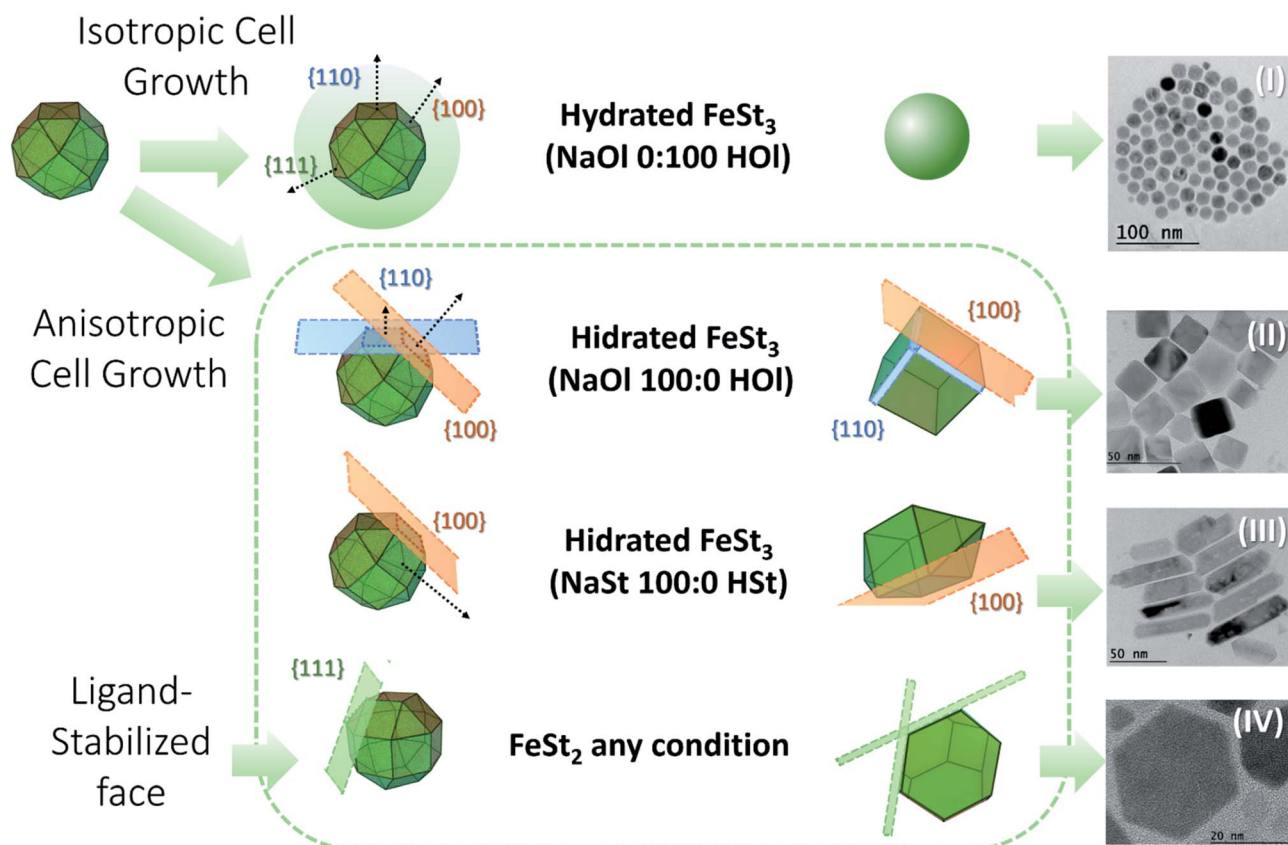 Isotropic Cell
Growth
{110}
{100}
{111}
Hydrated FeSt₃
(NaOl 0:100 HOl)
(I)
100 nm
Anisotropic
Cell Growth
{110}
{100}
Hidrated FeSt₃
(NaOl 100:0 HOl)
{100}
{110}
(II)
50 nm
{100}
Hidrated FeSt₃
(NaSt 100:0 HSt)
{100}
(III)
50 nm
Ligand-
Stabilized
face
{111}
FeSt₂ any condition
(IV)
20 nm